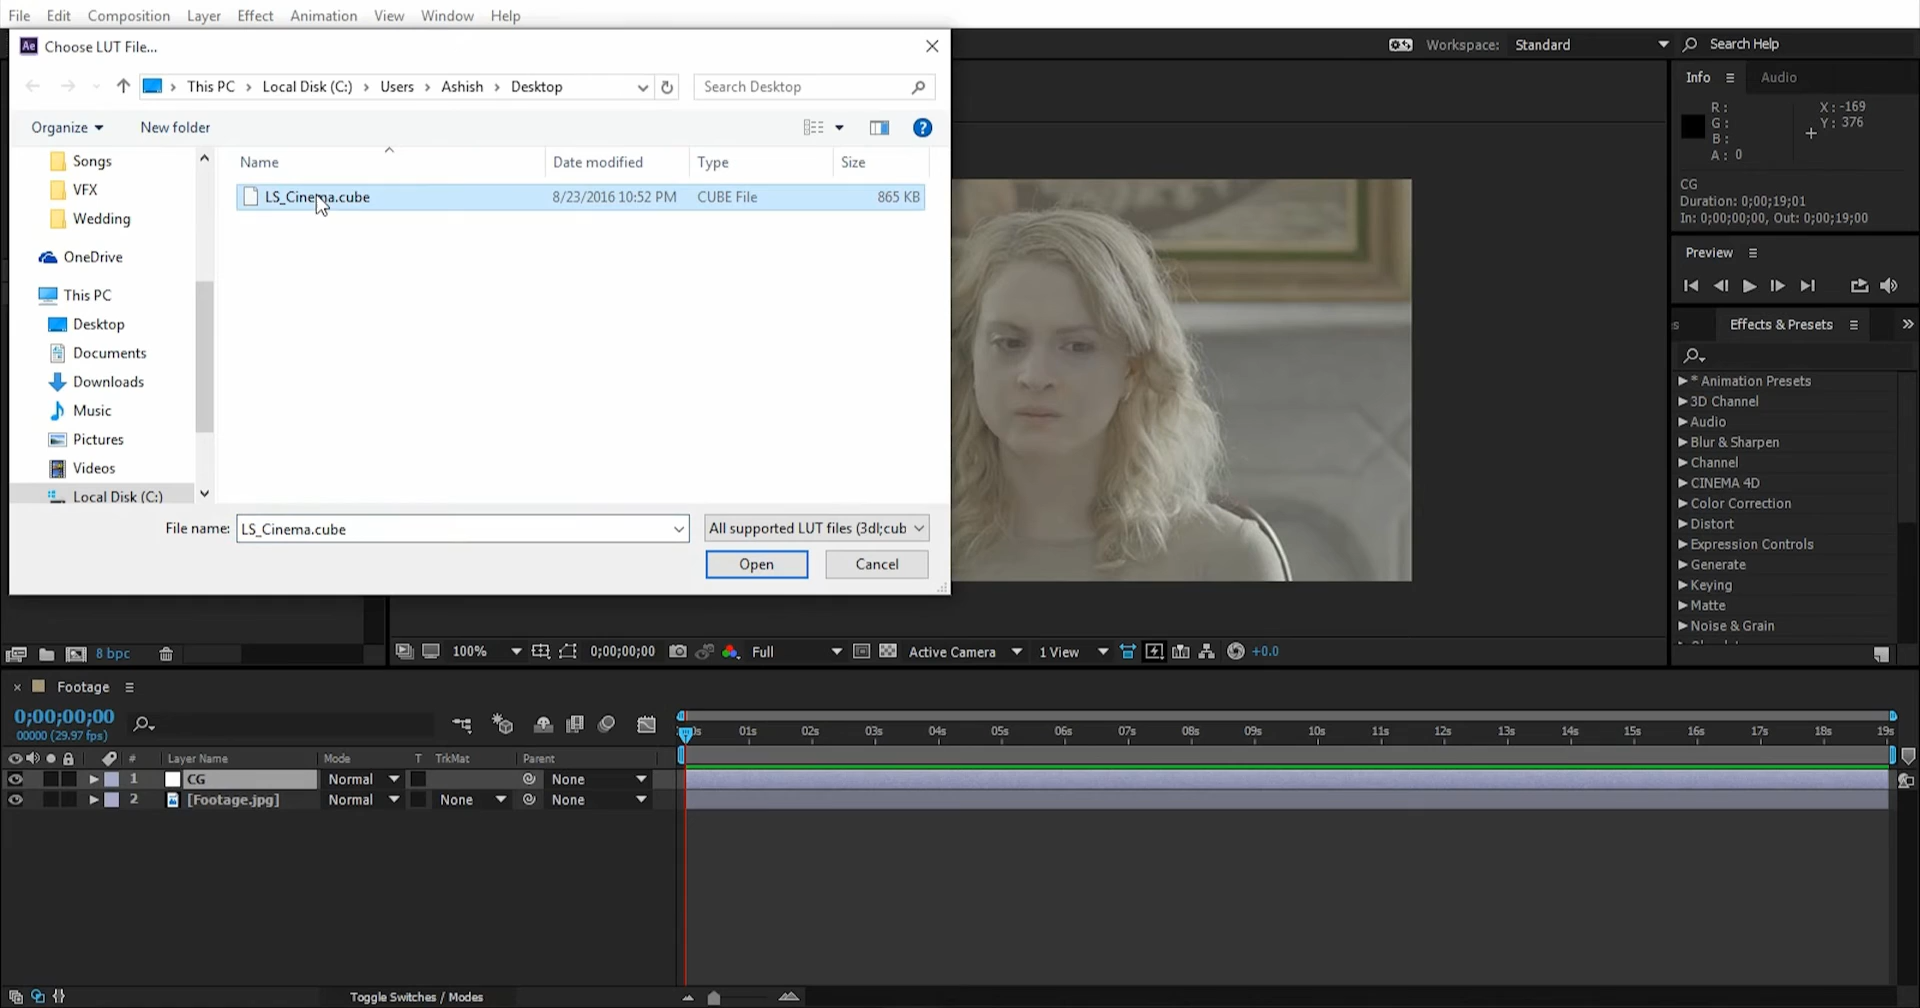 File Edit Composition Layer Effect Animation View Window Help
Ae Choose LUT File...
Workspace: Standard Search Help
This PC Local Disk (C:) Users Ashish Desktop
Search Desktop
Organize New folder
Songs
VFX
Wedding
OneDrive
This PC
Desktop
Documents
Downloads
Music
Pictures
Videos
Local Disk (C:)
Name Date modified Type Size
LS_Cinema.cube 8/23/2016 10:52 PM CUBE File 865 KB
File name: LS_Cinema.cube
All supported LUT files (3dl;cub
Open Cancel
Info Audio
R: X: -169
G: Y: 376
B:
A: 0
CG
Duration: 0;00;19;01
In: 0;00;00;00, Out: 0;00;19;00
Preview
s Effects & Presets
* Animation Presets
3D Channel
Audio
Blur & Sharpen
Channel
CINEMA 4D
Color Correction
Distort
Expression Controls
Generate
Keying
Matte
Noise & Grain
8 bpc
100% 0;00;00;00 Full Active Camera 1 View +0.0
Footage
0;00;00;00
00000 (29.97 fps)
0s 01s 02s 03s 04s 05s 06s 07s 08s 09s 10s 11s 12s 13s 14s 15s 16s 17s 18s 19s
# Layer Name Mode T TrkMat Parent
1 CG Normal None
2 [Footage.jpg] Normal None None
Toggle Switches / Modes